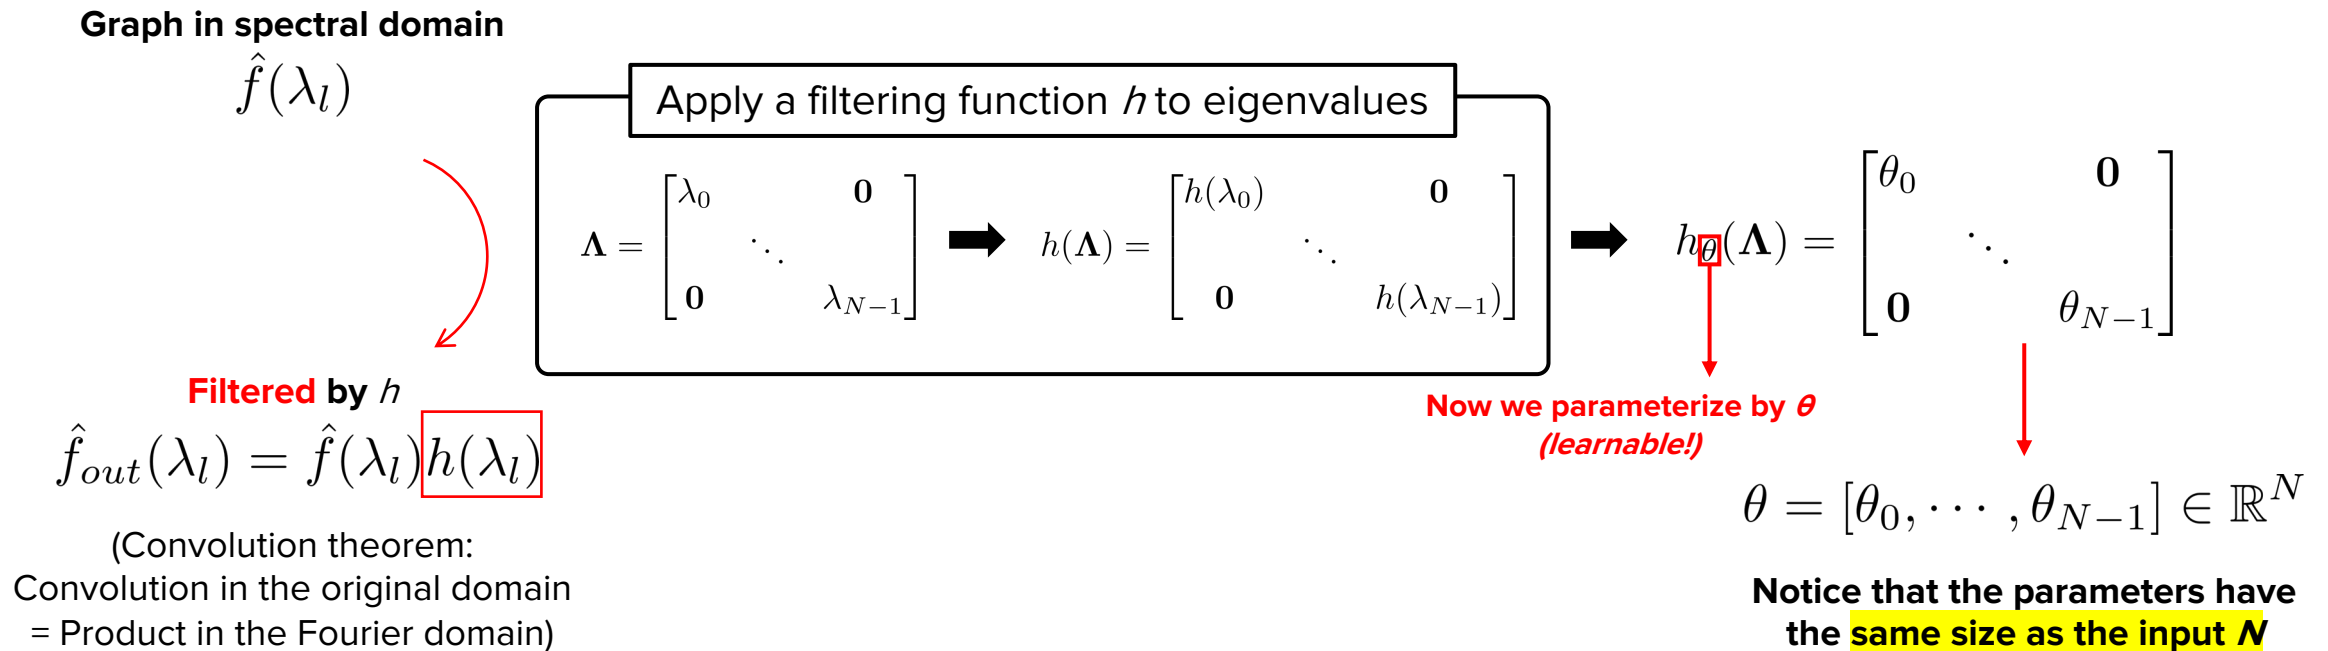 Graph in spectral domain
f̂(λ_l)
Filtered by h
f̂_out(λ_l) = f̂(λ_l)h(λ_l)
(Convolution theorem:
Convolution in the original domain
= Product in the Fourier domain)
Apply a filtering function h to eigenvalues
Λ = [λ_0 0 ⋱ 0 λ_{N−1}]
h(Λ) = [h(λ_0) 0 ⋱ 0 h(λ_{N−1})]
h_θ(Λ) = [θ_0 0 ⋱ 0 θ_{N−1}]
Now we parameterize by θ
(learnable!)
θ = [θ_0, ⋯ , θ_{N−1}] ∈ ℝ^N
Notice that the parameters have
the same size as the input N